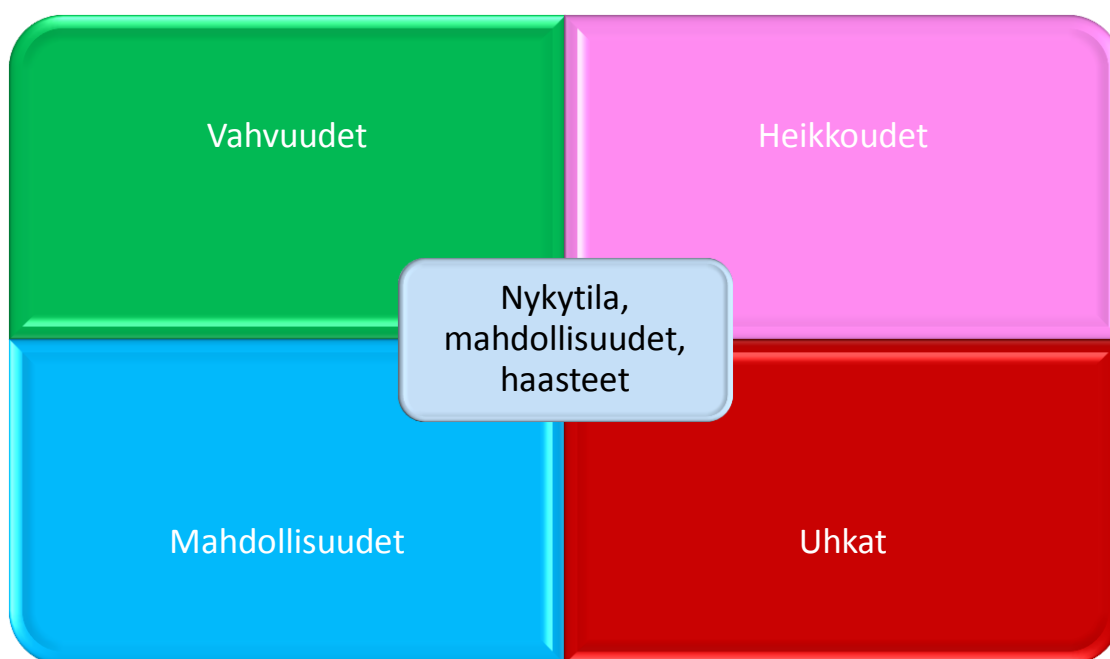 Vahvuudet
Heikkoudet
Nykytila,
mahdollisuudet,
haasteet
Mahdollisuudet
Uhkat